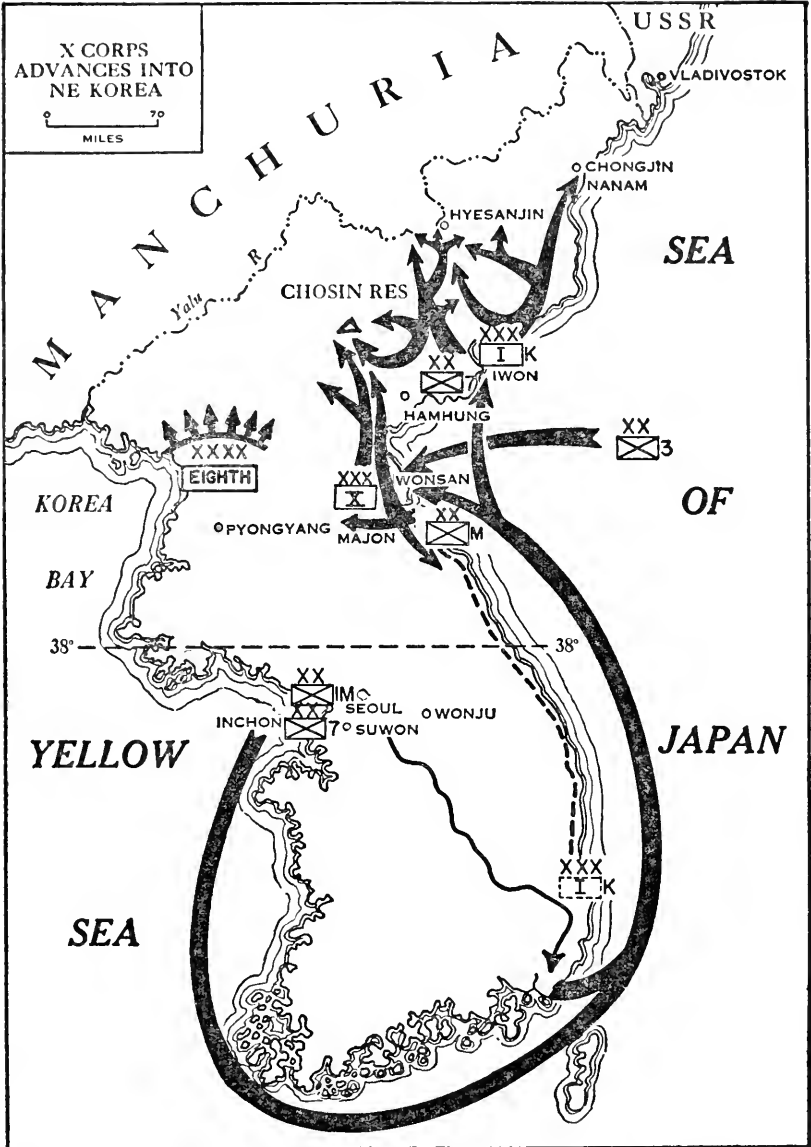 X CORPS
ADVANCES INTO
NE KOREA
0 70
MILES
USSR
VLADIVOSTOK
MANCHURIA
CHONGJIN
NANAM
HYESANJIN
SEA
Yalu R
CHOSIN RES
XXX
I K
IWON
XX
7
HAMHUNG
XX
3
XXXX
EIGHTH
KOREA
XXX
X
WONSAN
OF
PYONGYANG
MAJON
XX
M
BAY
38° 38°
XX
IM
SEOUL
XX
INCHON 7 SUWON
WONJU
YELLOW
JAPAN
XXX
I K
SEA